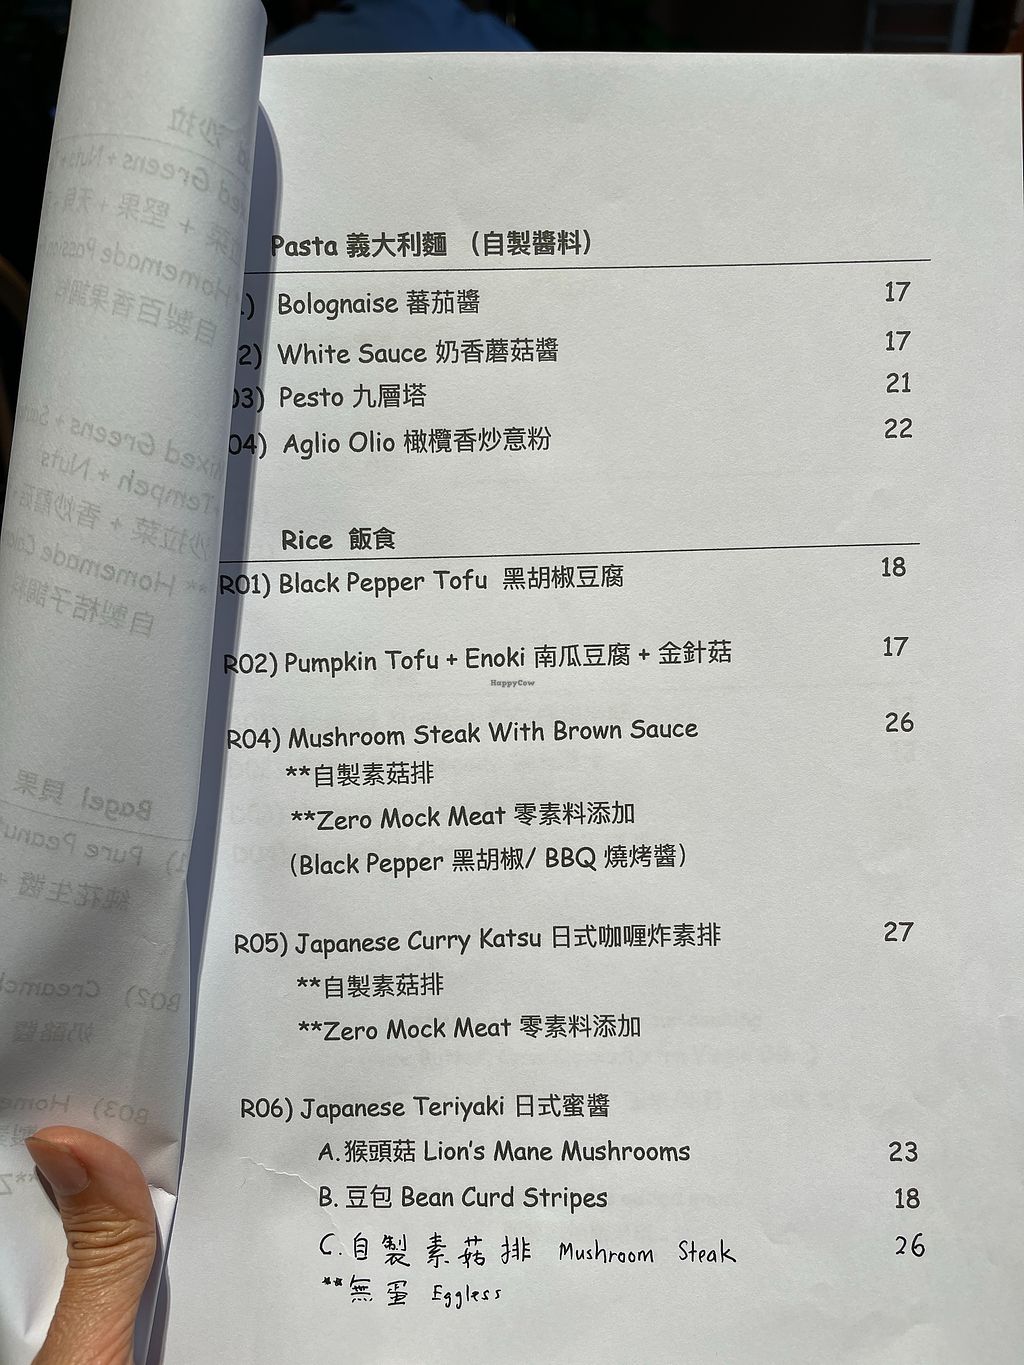 Pasta 義大利麵 （自製醬料）
1) Bolognaise 蕃茄醬 17
2) White Sauce 奶香蘑菇醬 17
03) Pesto 九層塔 21
04) Aglio Olio 橄欖香炒意粉 22
Rice 飯食
R01) Black Pepper Tofu 黑胡椒豆腐 18
R02) Pumpkin Tofu + Enoki 南瓜豆腐 + 金針菇 17
HappyCow
R04) Mushroom Steak With Brown Sauce 26
**自製素菇排
**Zero Mock Meat 零素料添加
（Black Pepper 黑胡椒/ BBQ 燒烤醬）
R05) Japanese Curry Katsu 日式咖喱炸素排 27
**自製素菇排
**Zero Mock Meat 零素料添加
R06) Japanese Teriyaki 日式蜜醬
A.猴頭菇 Lion's Mane Mushrooms 23
B. 豆包 Bean Curd Stripes 18
C. 自製素菇排 Mushroom Steak 26
**無蛋 Eggless